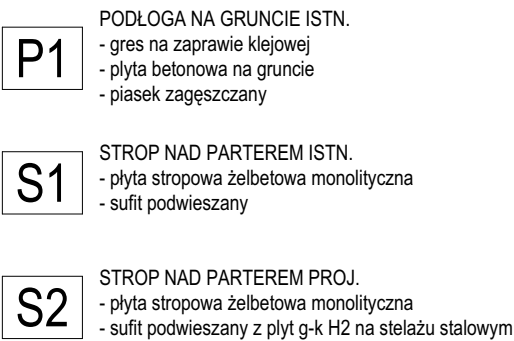 P1
PODŁOGA NA GRUNCIE ISTN.
- gres na zaprawie klejowej
- plyta betonowa na gruncie
- piasek zagęszczany
S1
STROP NAD PARTEREM ISTN.
- płyta stropowa żelbetowa monolityczna
- sufit podwieszany
S2
STROP NAD PARTEREM PROJ.
- płyta stropowa żelbetowa monolityczna
- sufit podwieszany z plyt g-k H2 na stelażu stalowym